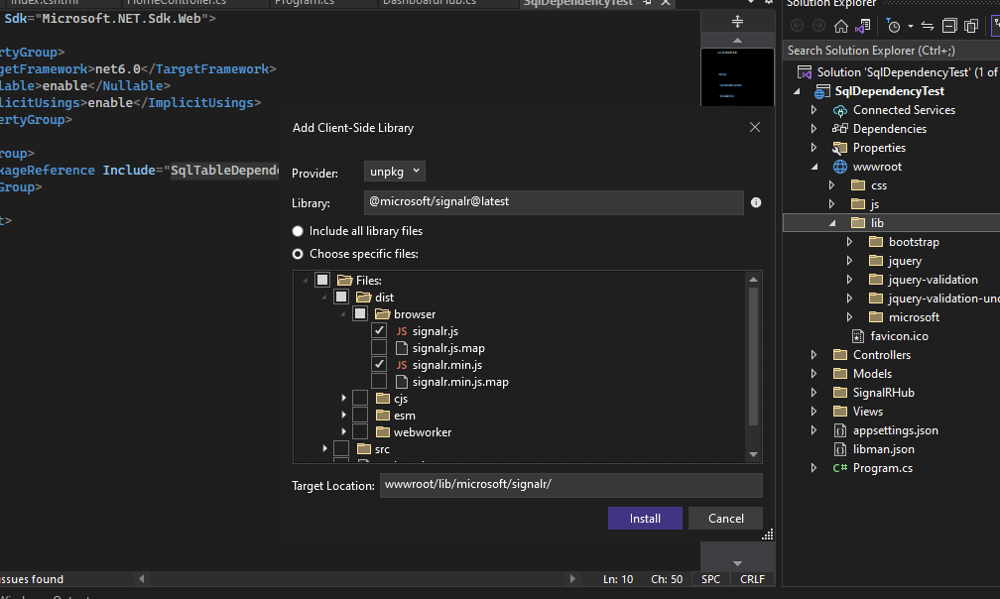 Index.cshtml HomeController.cs Program.cs DashboardHub.cs SqlDependencyTest
Sdk="Microsoft.NET.Sdk.Web">
ertyGroup>
getFramework>net6.0</TargetFramework>
lable>enable</Nullable>
licitUsings>enable</ImplicitUsings>
ertyGroup>
roup>
kageReference Include="SqlTableDepend
Group>
t>
ssues found
Ln: 10 Ch: 50 SPC CRLF
Add Client-Side Library
Provider: unpkg
Library: @microsoft/signalr@latest
Include all library files
Choose specific files:
Files:
dist
browser
JS signalr.js
signalr.js.map
JS signalr.min.js
signalr.min.js.map
cjs
esm
webworker
src
Target Location: wwwroot/lib/microsoft/signalr/
Install Cancel
Solution Explorer
Search Solution Explorer (Ctrl+;)
Solution 'SqlDependencyTest' (1 of
SqlDependencyTest
Connected Services
Dependencies
Properties
wwwroot
css
js
lib
bootstrap
jquery
jquery-validation
jquery-validation-uno
microsoft
favicon.ico
Controllers
Models
SignalRHub
Views
appsettings.json
libman.json
C# Program.cs